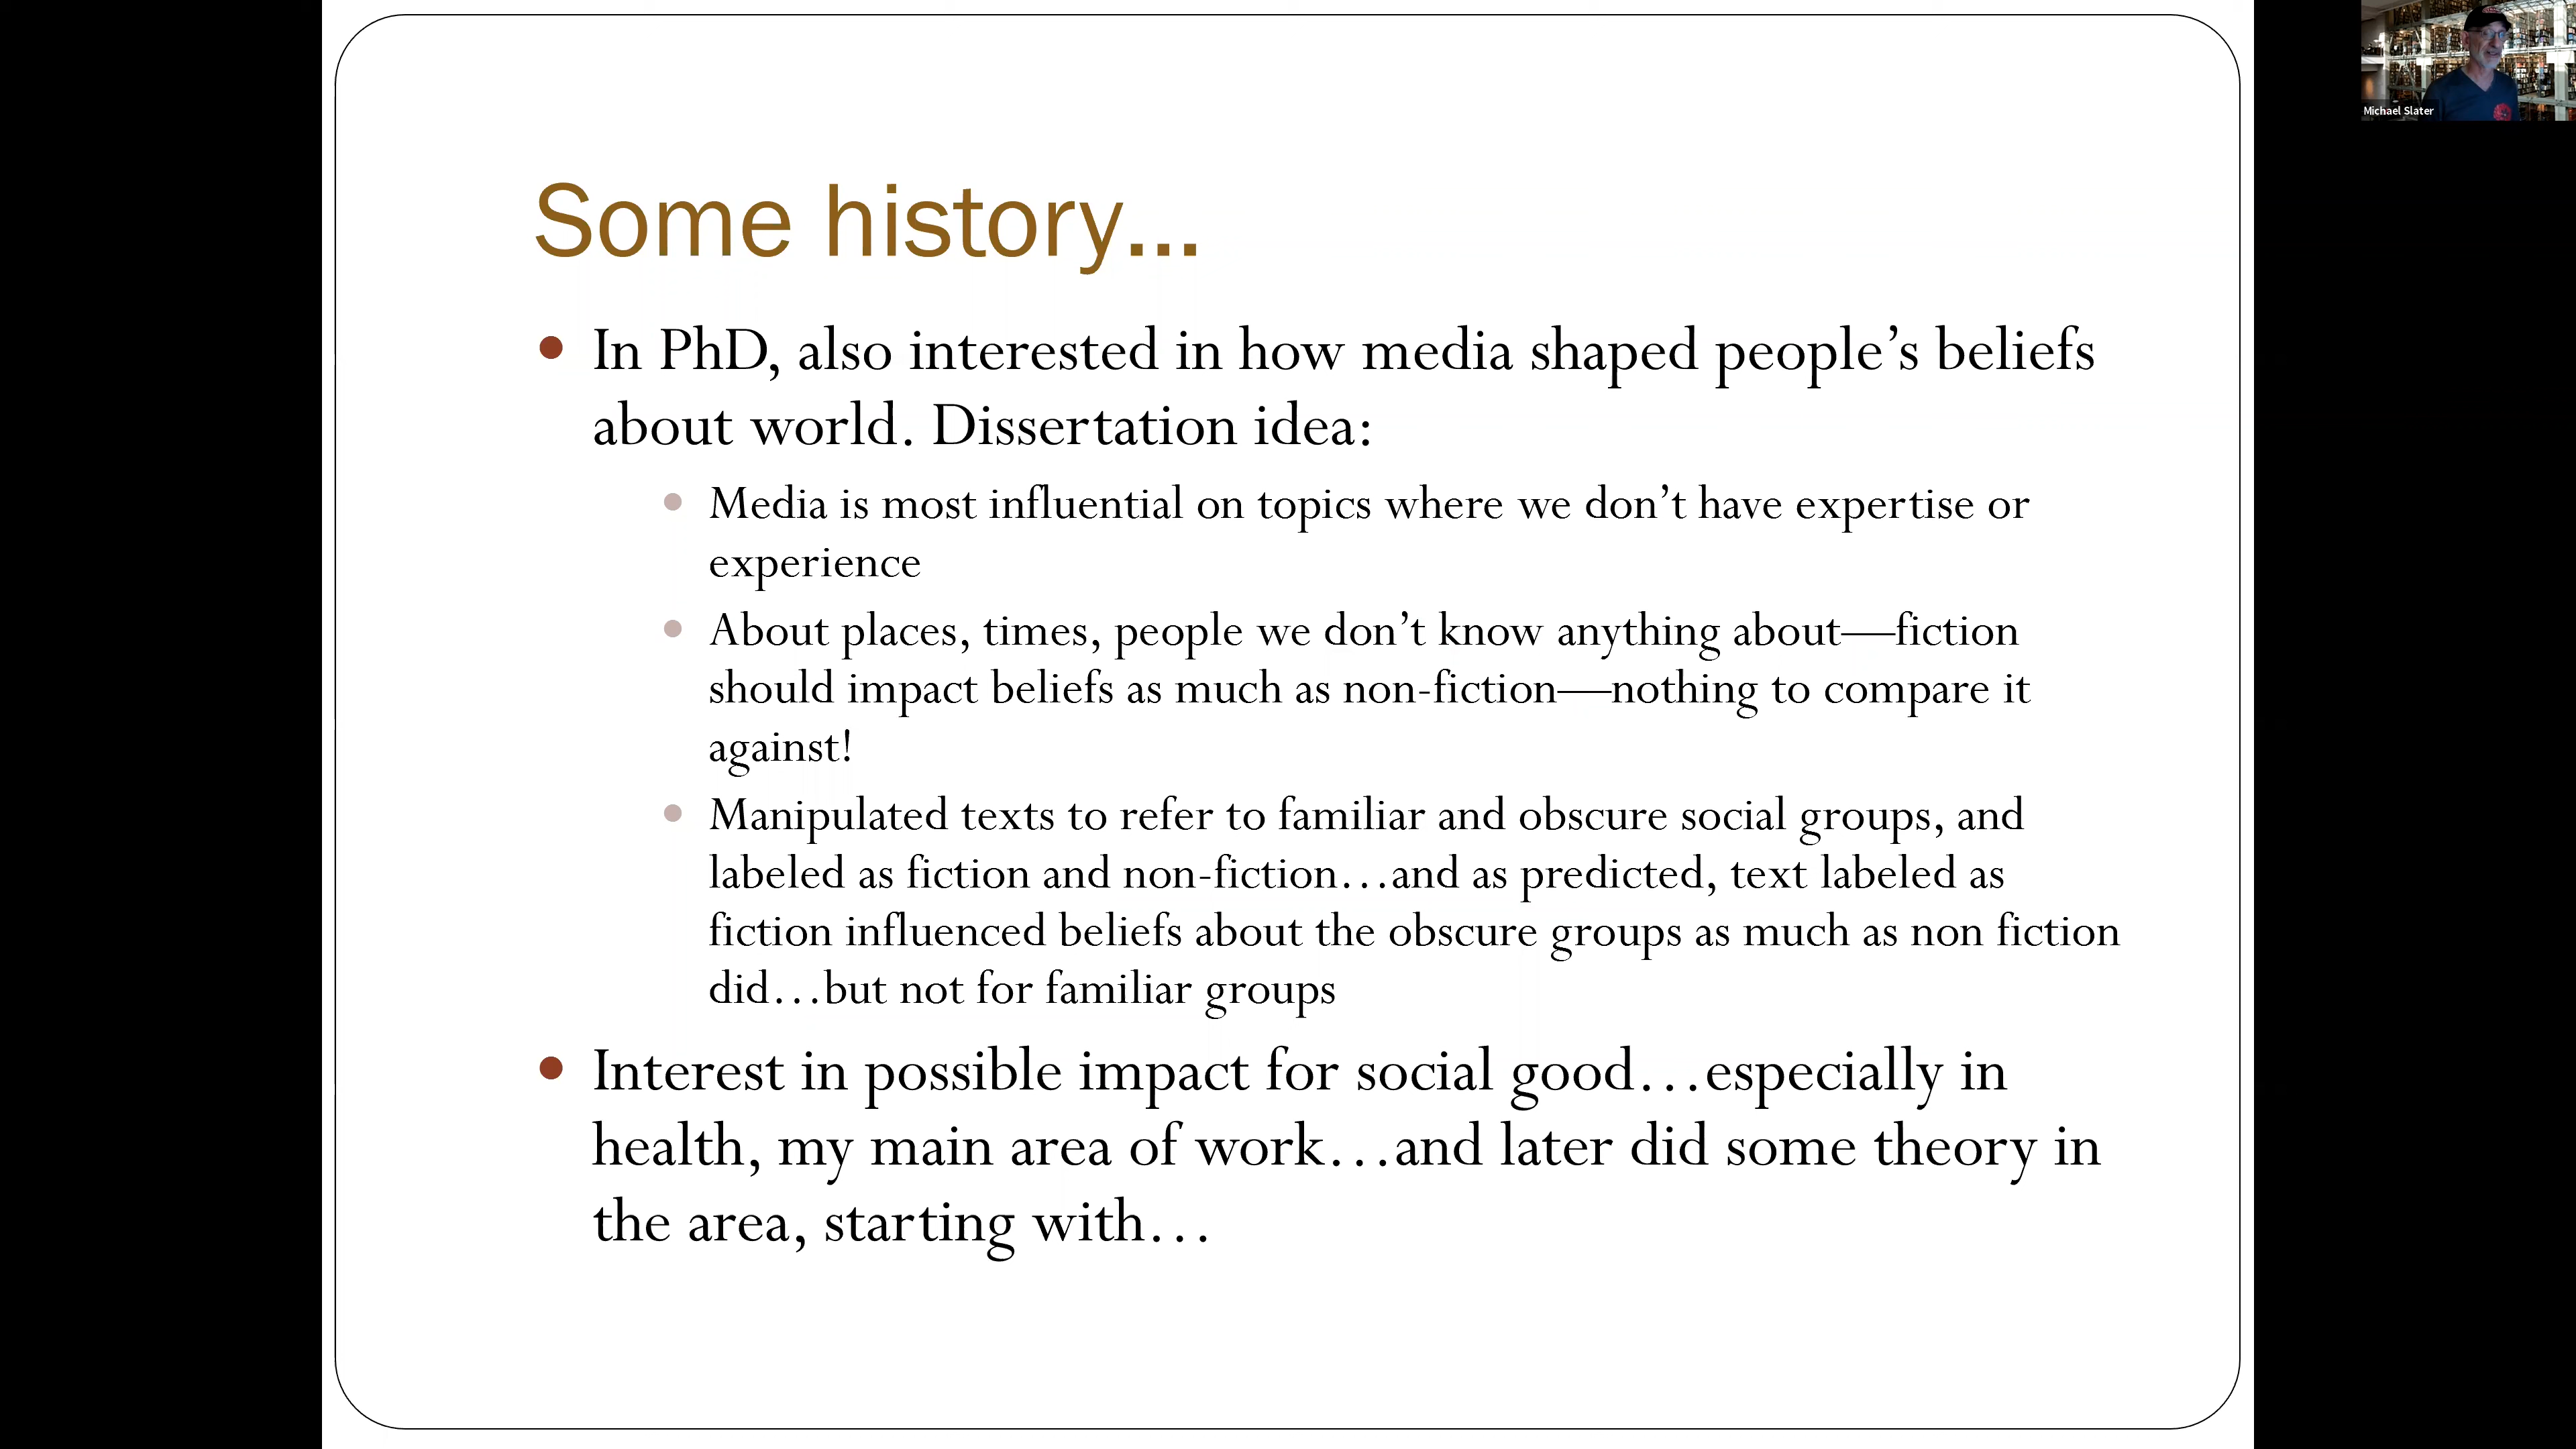 Some history...
• In PhD, also interested in how media shaped people’s beliefs
about world. Dissertation idea:
• Media is most influential on topics where we don’t have expertise or
experience
• About places, times, people we don’t know anything about—fiction
should impact beliefs as much as non-fiction—nothing to compare it
against!
• Manipulated texts to refer to familiar and obscure social groups, and
labeled as fiction and non-fiction…and as predicted, text labeled as
fiction influenced beliefs about the obscure groups as much as non fiction
did…but not for familiar groups
• Interest in possible impact for social good…especially in
health, my main area of work…and later did some theory in
the area, starting with…
Michael Slater